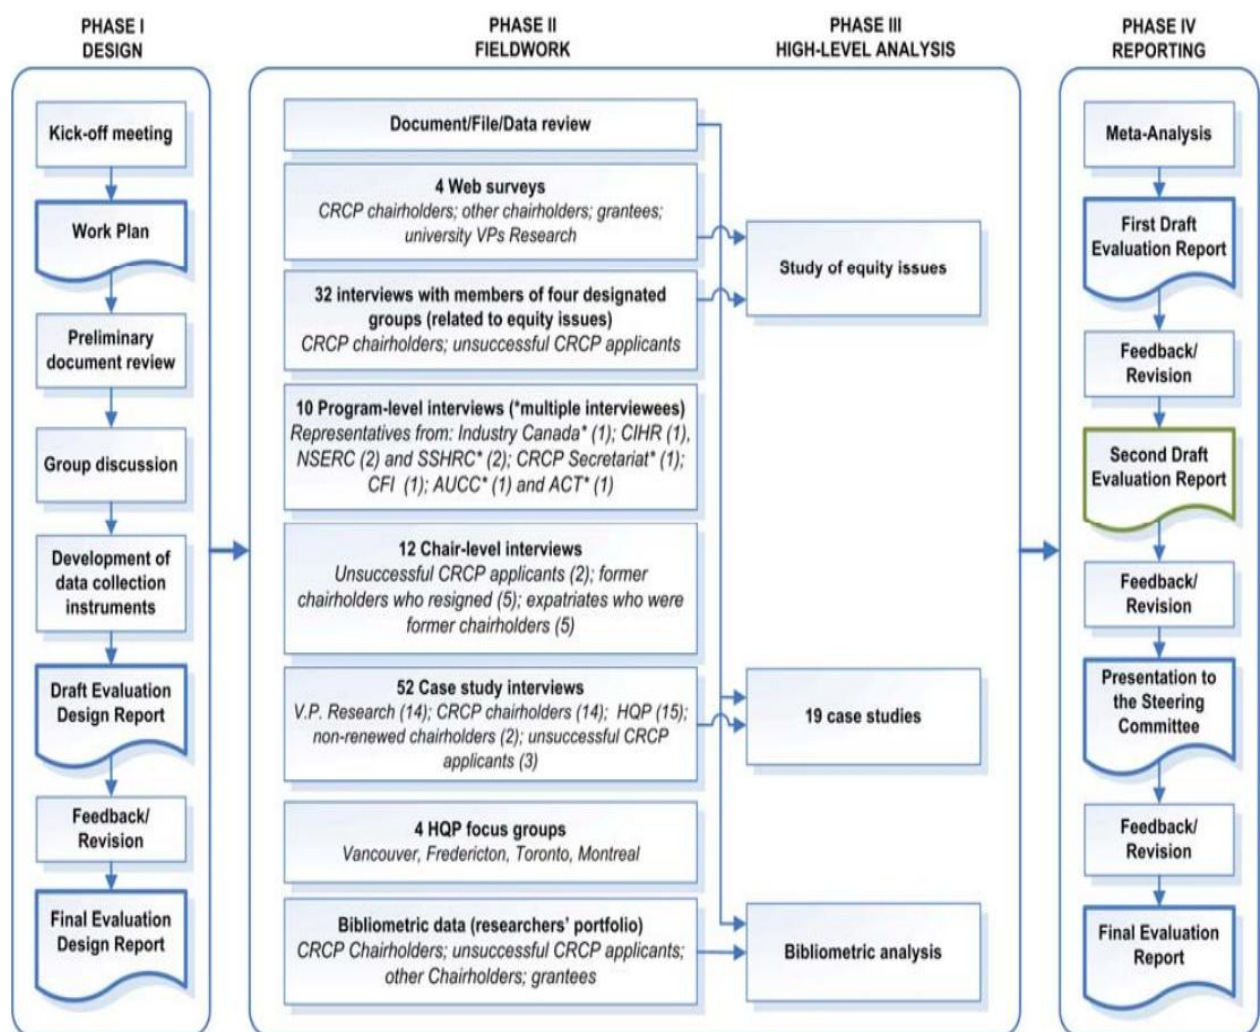 PHASE I
DESIGN
PHASE II
FIELDWORK
PHASE III
HIGH-LEVEL ANALYSIS
PHASE IV
REPORTING
Kick-off meeting
Work Plan
Preliminary
document review
Group discussion
Development of
data collection
instruments
Draft Evaluation
Design Report
Feedback/
Revision
Final Evaluation
Design Report
Document/File/Data review
4 Web surveys
CRCP chairholders; other chairholders; grantees;
university VPs Research
32 interviews with members of four designated
groups (related to equity issues)
CRCP chairholders; unsuccessful CRCP applicants
10 Program-level interviews (*multiple interviewees)
Representatives from: Industry Canada* (1); CIHR (1),
NSERC (2) and SSHRC* (2); CRCP Secretariat* (1);
CFI (1); AUCC* (1) and ACT* (1)
12 Chair-level interviews
Unsuccessful CRCP applicants (2); former
chairholders who resigned (5); expatriates who were
former chairholders (5)
52 Case study interviews
V.P. Research (14); CRCP chairholders (14); HQP (15);
non-renewed chairholders (2); unsuccessful CRCP
applicants (3)
4 HQP focus groups
Vancouver, Fredericton, Toronto, Montreal
Bibliometric data (researchers' portfolio)
CRCP Chairholders; unsuccessful CRCP applicants;
other Chairholders; grantees
Study of equity issues
19 case studies
Bibliometric analysis
Meta-Analysis
First Draft
Evaluation Report
Feedback/
Revision
Second Draft
Evaluation Report
Feedback/
Revision
Presentation to
the Steering
Committee
Feedback/
Revision
Final Evaluation
Report